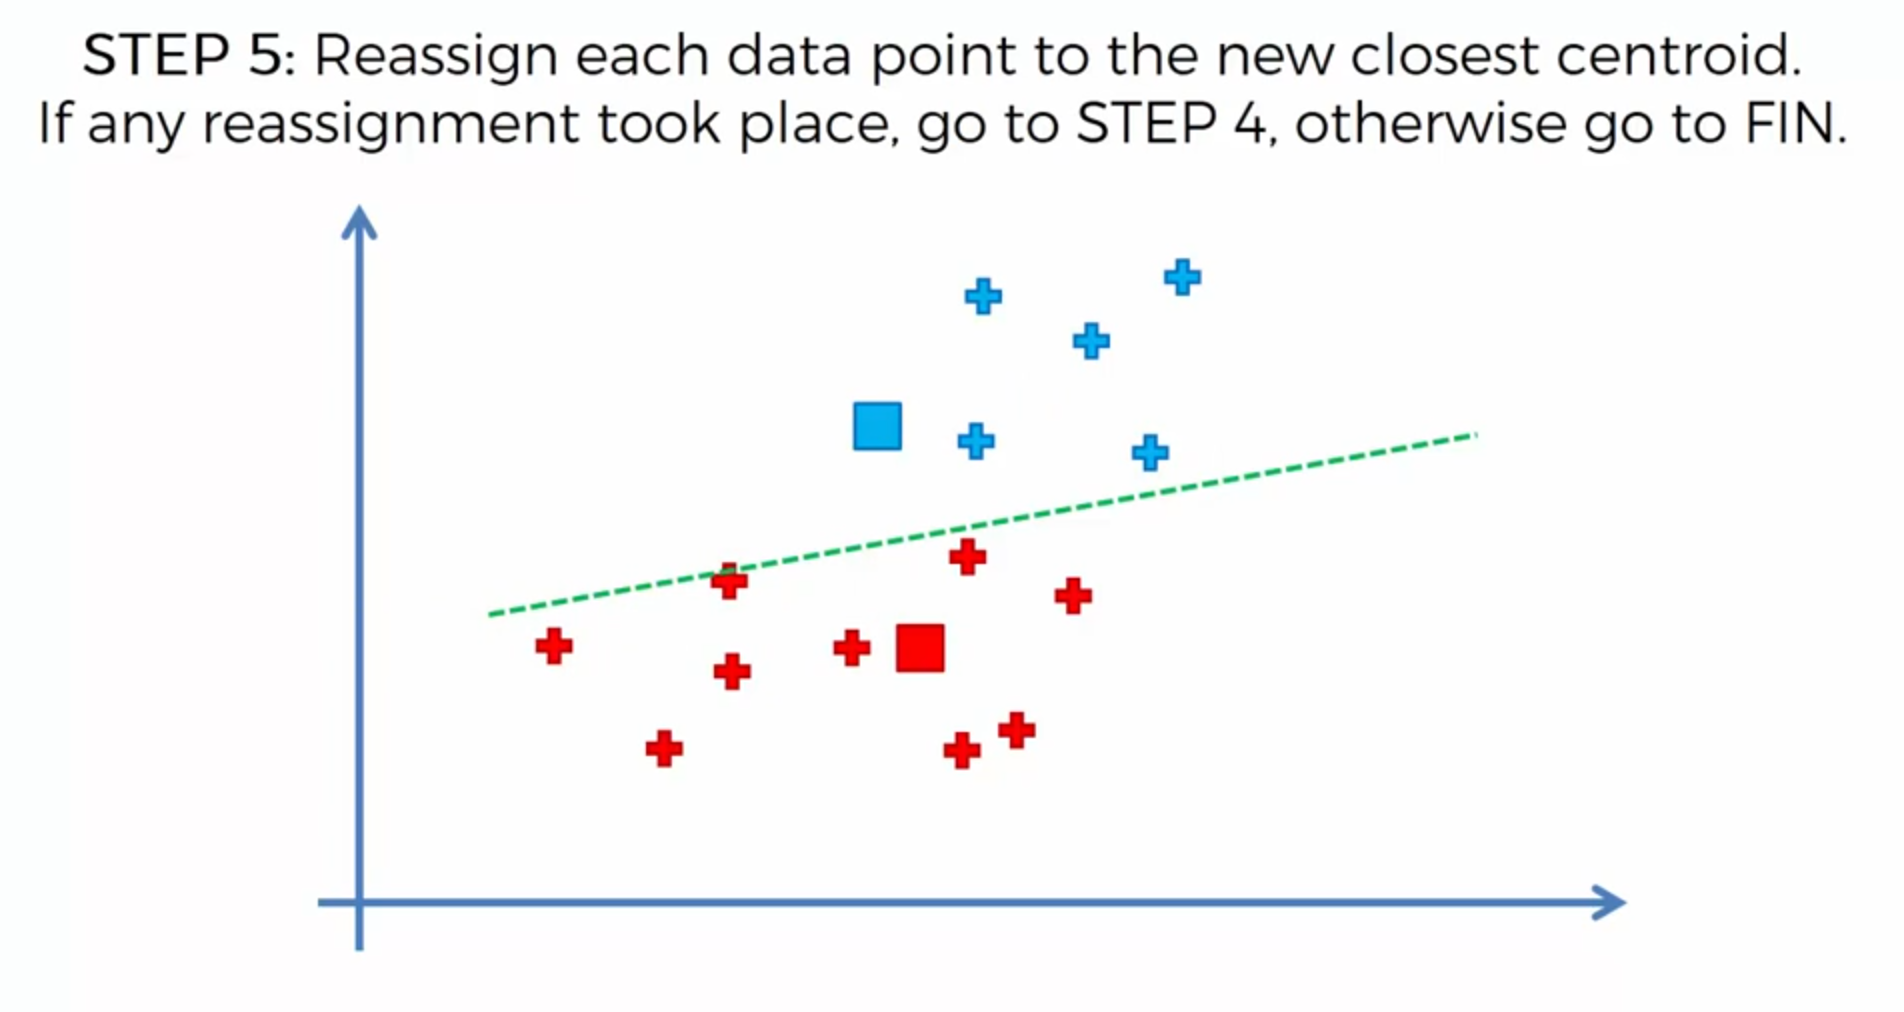 STEP 5: Reassign each data point to the new closest centroid.
If any reassignment took place, go to STEP 4, otherwise go to FIN.